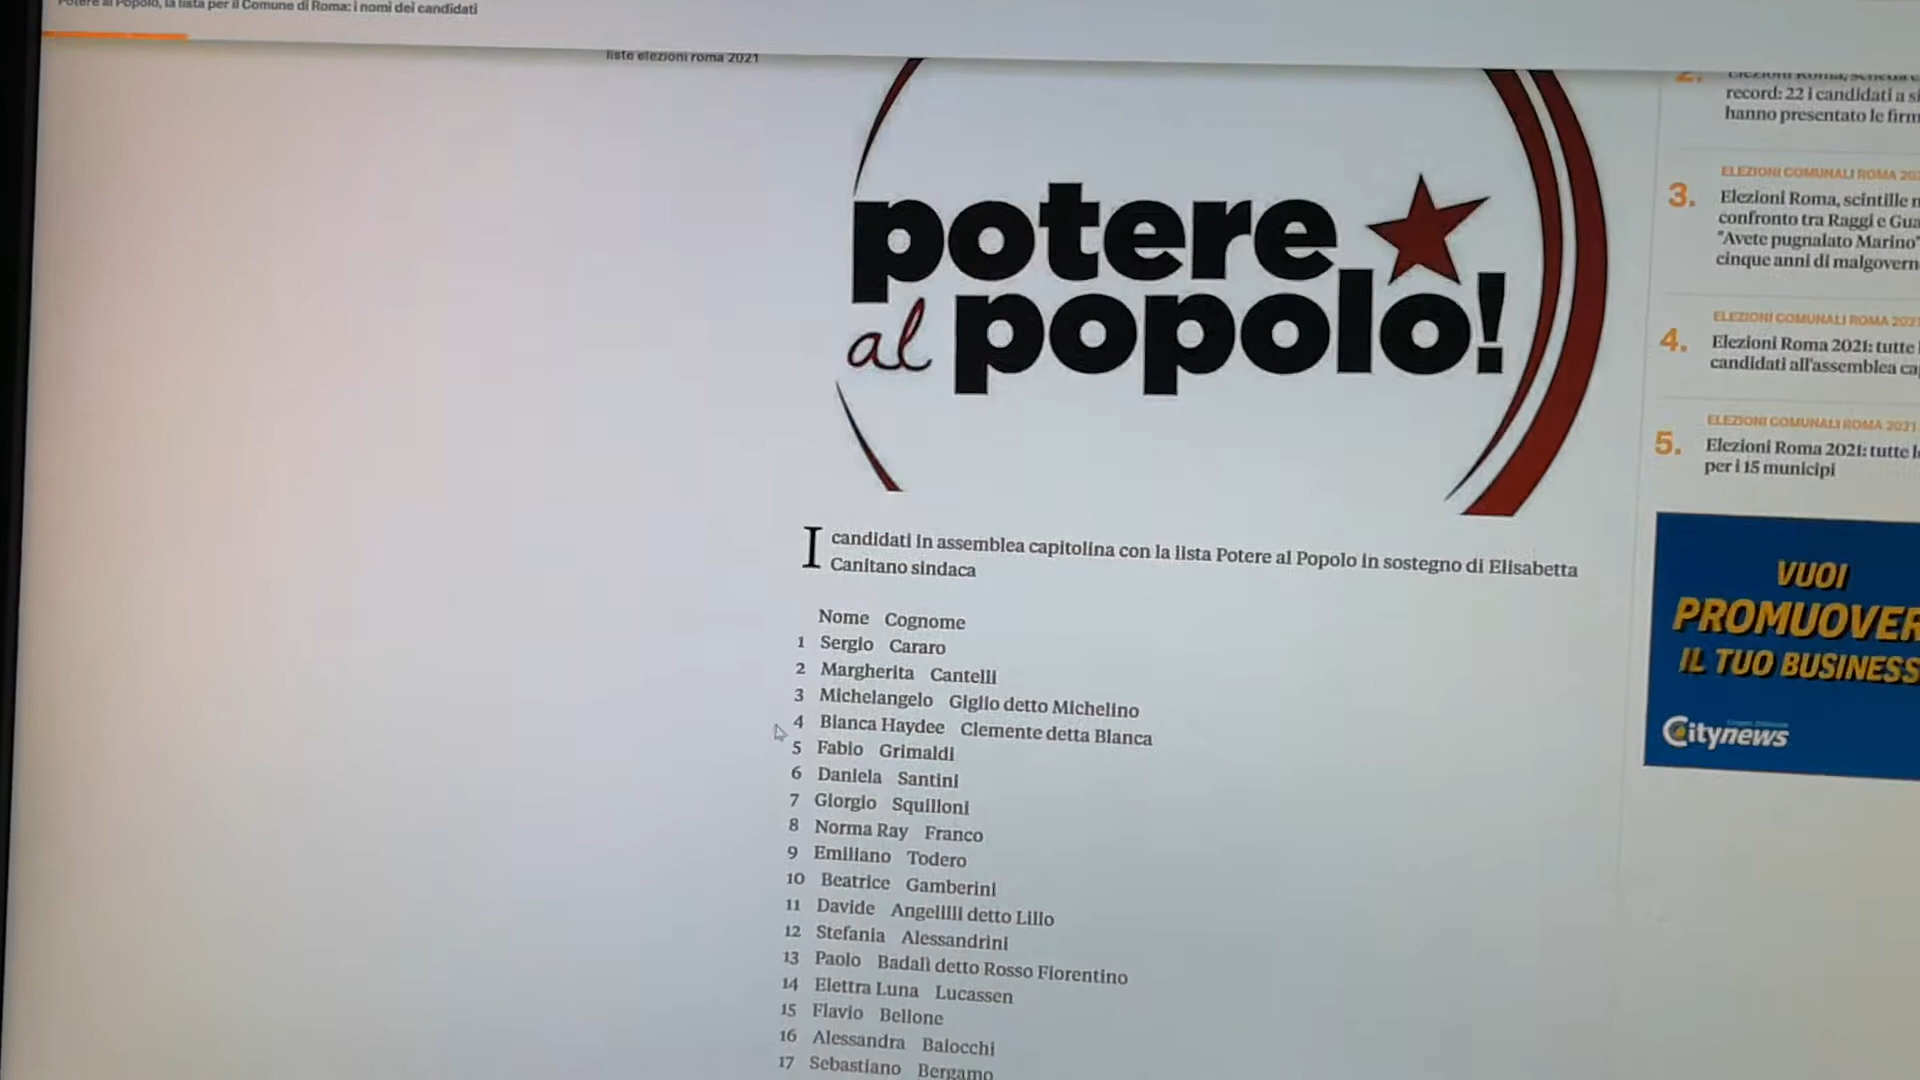 Potere al Popolo, la lista per il Comune di Roma: i nomi dei candidati
liste elezioni roma 2021
potere
al popolo!
I candidati in assemblea capitolina con la lista Potere al Popolo in sostegno di Elisabetta
Canitano sindaca
Nome Cognome
1 Sergio Cararo
2 Margherita Cantelli
3 Michelangelo Giglio detto Michelino
4 Bianca Haydee Clemente detta Blanca
5 Fabio Grimaldi
6 Daniela Santini
7 Giorgio Squilloni
8 Norma Ray Franco
9 Emiliano Todero
10 Beatrice Gamberini
11 Davide Angelilli detto Lillo
12 Stefania Alessandrini
13 Paolo Badalì detto Rosso Fiorentino
14 Elettra Luna Lucassen
15 Flavio Bellone
16 Alessandra Baiocchi
17 Sebastiano Bergamo
2. Elezioni Roma, scheda
record: 22 i candidati a si
hanno presentato le firm
ELEZIONI COMUNALI ROMA 202
3. Elezioni Roma, scintille n
confronto tra Raggi e Gua
"Avete pugnalato Marino"
cinque anni di malgovern
ELEZIONI COMUNALI ROMA 2021
4. Elezioni Roma 2021: tutte l
candidati all'assemblea ca
ELEZIONI COMUNALI ROMA 2021
5. Elezioni Roma 2021: tutte l
per i 15 municipi
VUOI
PROMUOVER
IL TUO BUSINESS
Citynews